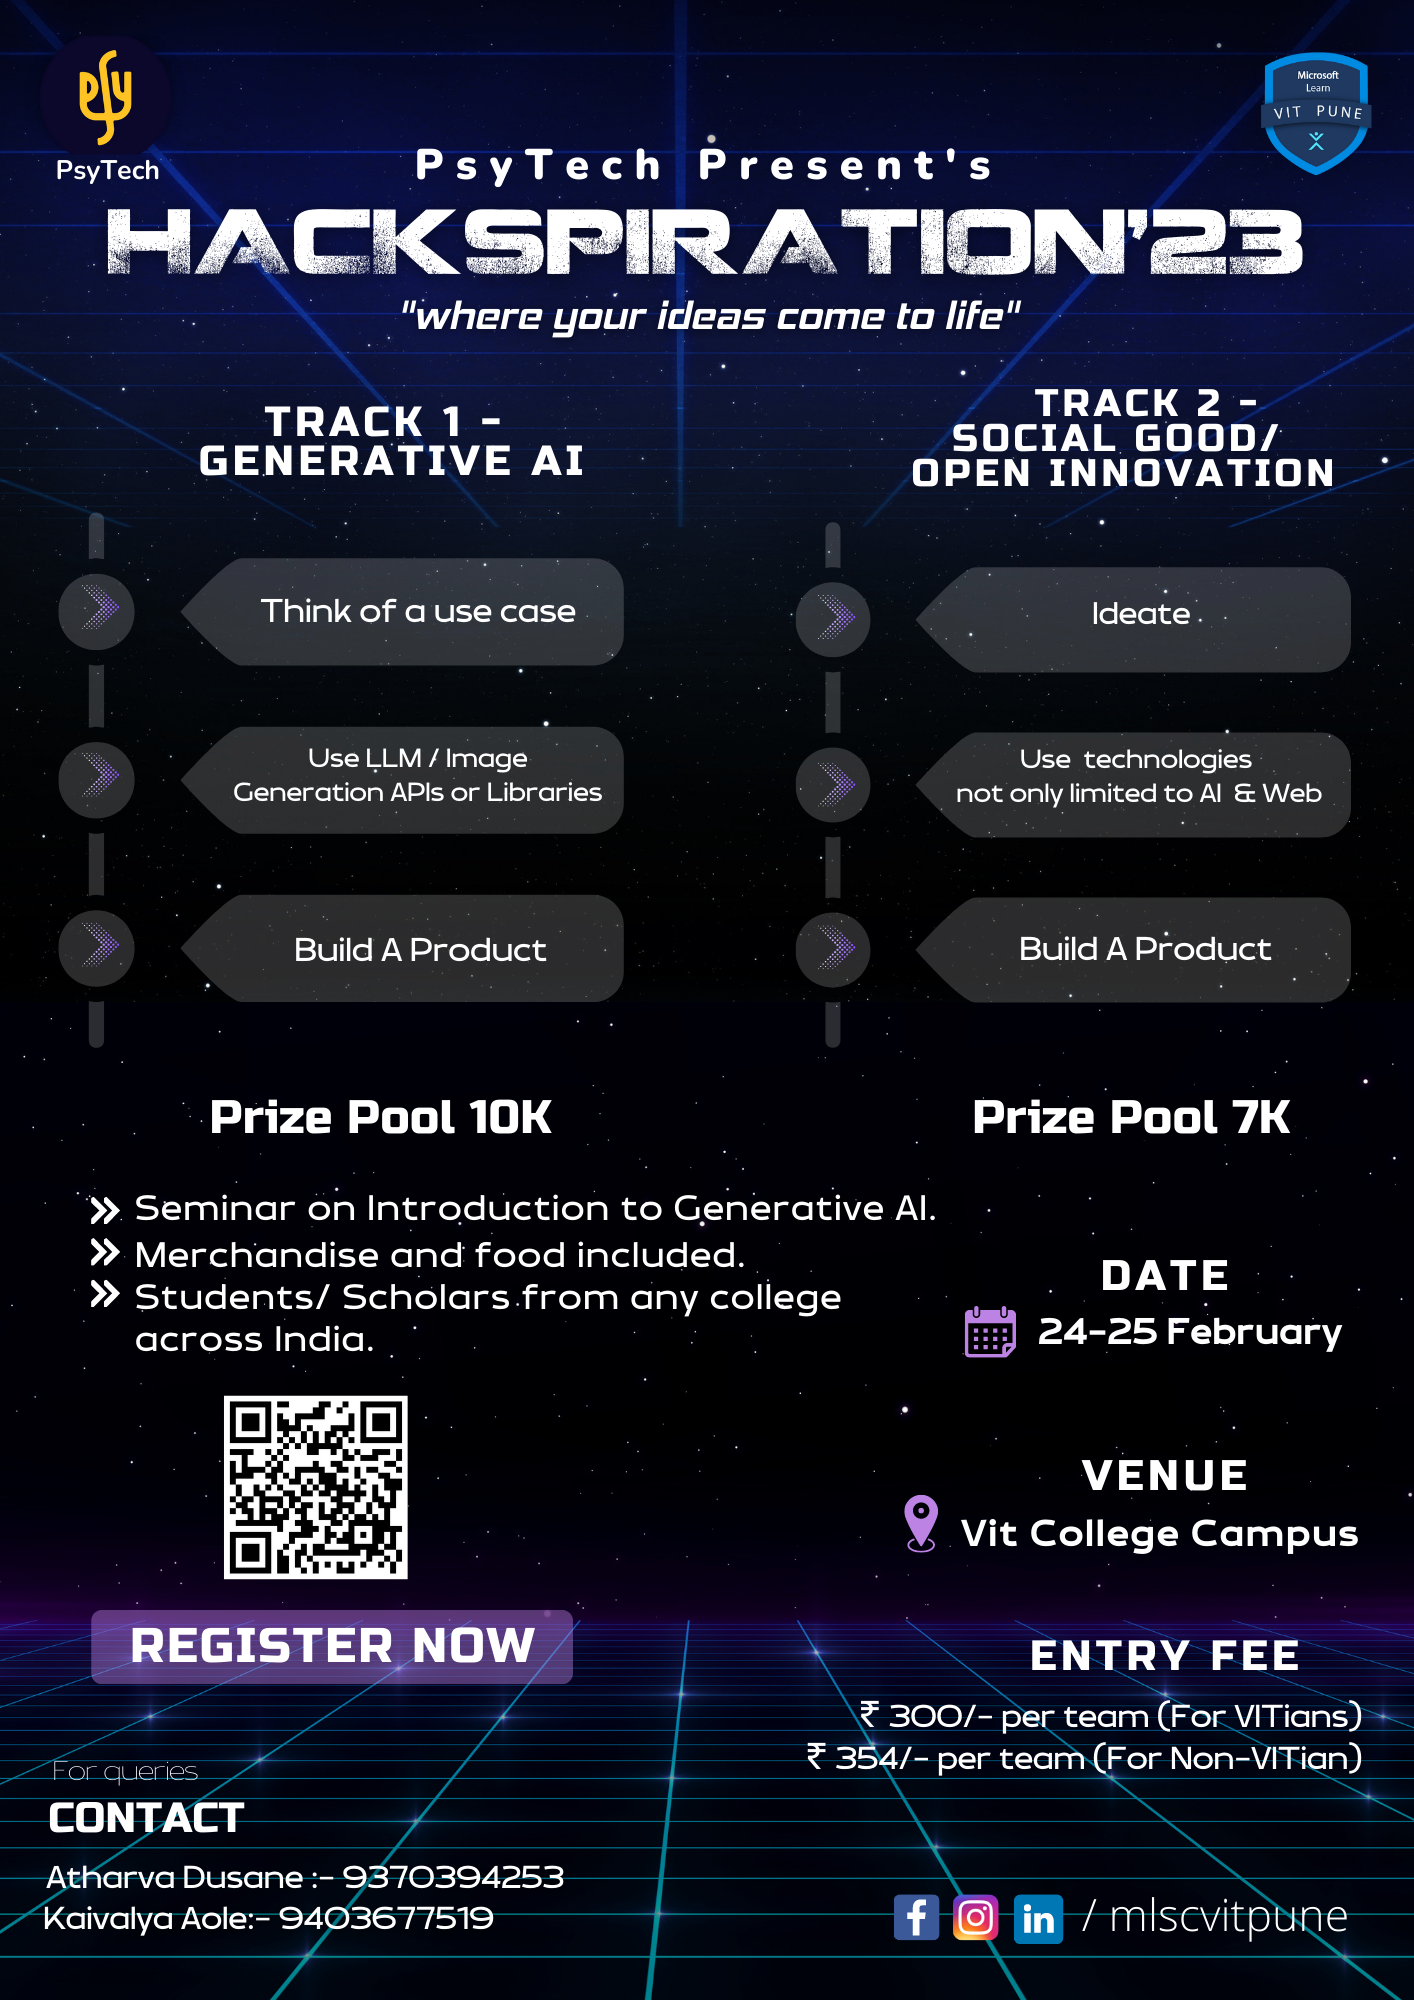 PsyTech
Microsoft
Learn
VIT PUNE
PsyTech Present's
HACKSPIRATION'23
"where your ideas come to life"
TRACK 1 -
GENERATIVE AI
Think of a use case
Use LLM / Image
Generation APIs or Libraries
Build A Product
Prize Pool 10K
TRACK 2 -
SOCIAL GOOD/
OPEN INNOVATION
Ideate
Use technologies
not only limited to AI & Web
Build A Product
Prize Pool 7K
Seminar on Introduction to Generative AI.
Merchandise and food included.
Students/ Scholars from any college
across India.
DATE
24-25 February
VENUE
Vit College Campus
REGISTER NOW
ENTRY FEE
₹ 300/- per team (For VITians)
₹ 354/- per team (For Non-VITian)
For queries
CONTACT
Atharva Dusane :- 9370394253
Kaivalya Aole:- 9403677519
/ mlscvitpune